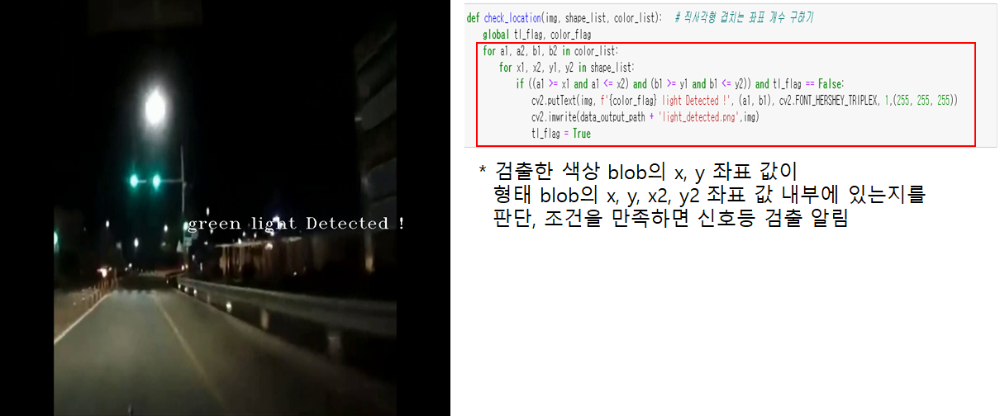 green light Detected !
def check_location(img, shape_list, color_list):  # 직사각형 겹치는 좌표 개수 구하기
global tl_flag, color_flag
for a1, a2, b1, b2 in color_list:
for x1, x2, y1, y2 in shape_list:
if ((a1 >= x1 and a1 <= x2) and (b1 >= y1 and b1 <= y2)) and tl_flag == False:
cv2.putText(img, f'{color_flag} light Detected !', (a1, b1), cv2.FONT_HERSHEY_TRIPLEX, 1,(255, 255, 255))
cv2.imwrite(data_output_path + 'light_detected.png',img)
tl_flag = True
* 검출한 색상 blob의 x, y 좌표 값이
형태 blob의 x, y, x2, y2 좌표 값 내부에 있는지를
판단, 조건을 만족하면 신호등 검출 알림